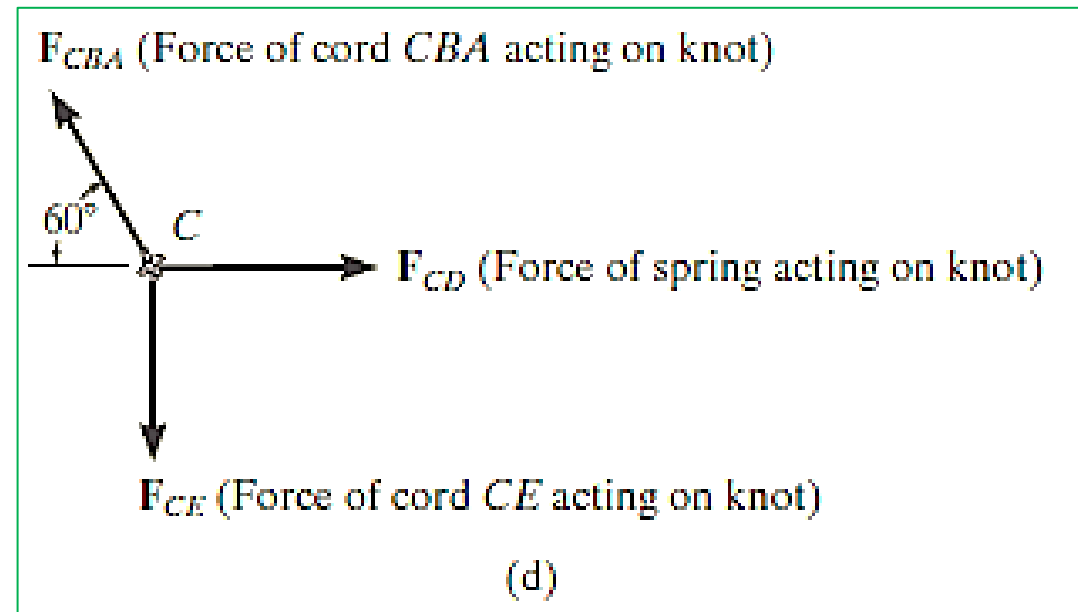 F_CBA (Force of cord CBA acting on knot)
60°
C
F_CD (Force of spring acting on knot)
F_CE (Force of cord CE acting on knot)
(d)